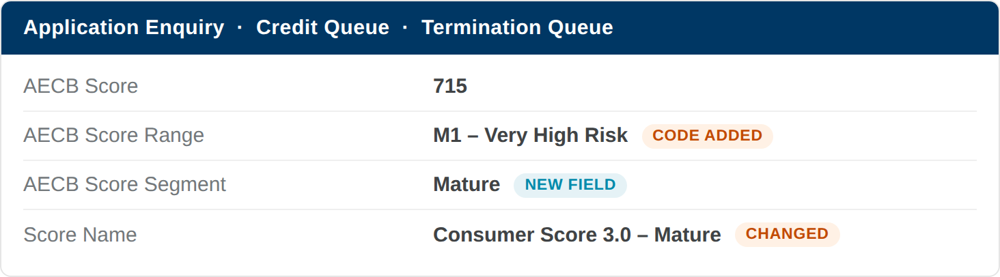 Application Enquiry · Credit Queue · Termination Queue
AECB Score 715
AECB Score Range M1 – Very High Risk CODE ADDED
AECB Score Segment Mature NEW FIELD
Score Name Consumer Score 3.0 – Mature CHANGED